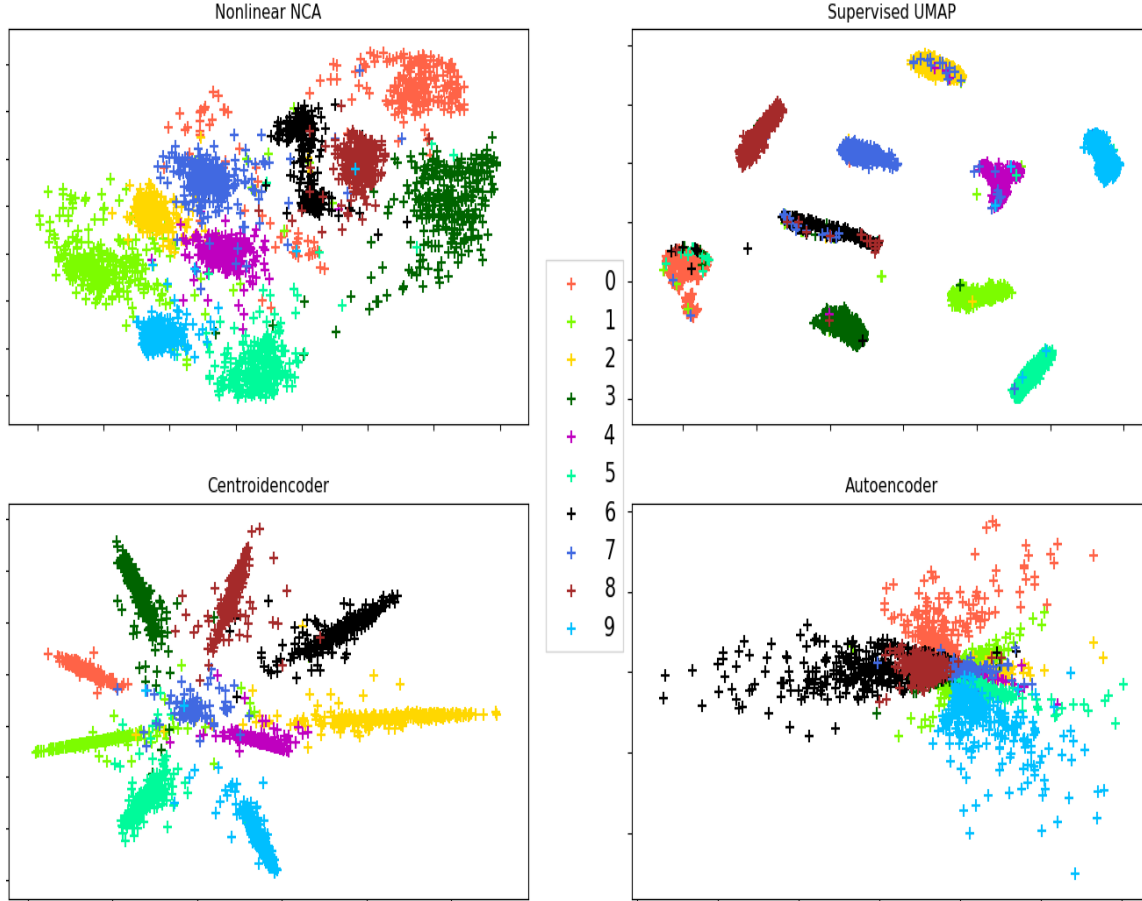 Nonlinear NCA
Supervised UMAP
0
1
2
3
4
5
6
7
8
9
Centroidencoder
Autoencoder